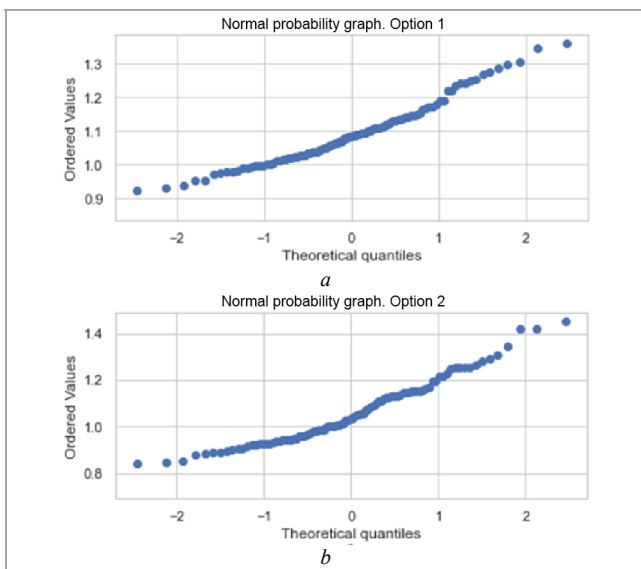 Normal probability graph. Option 1
Ordered Values
1.3
1.2
1.1
1.0
0.9
−2 −1 0 1 2
Theoretical quantiles
a
Normal probability graph. Option 2
Ordered Values
1.4
1.2
1.0
0.8
−2 −1 0 1 2
Theoretical quantiles
b